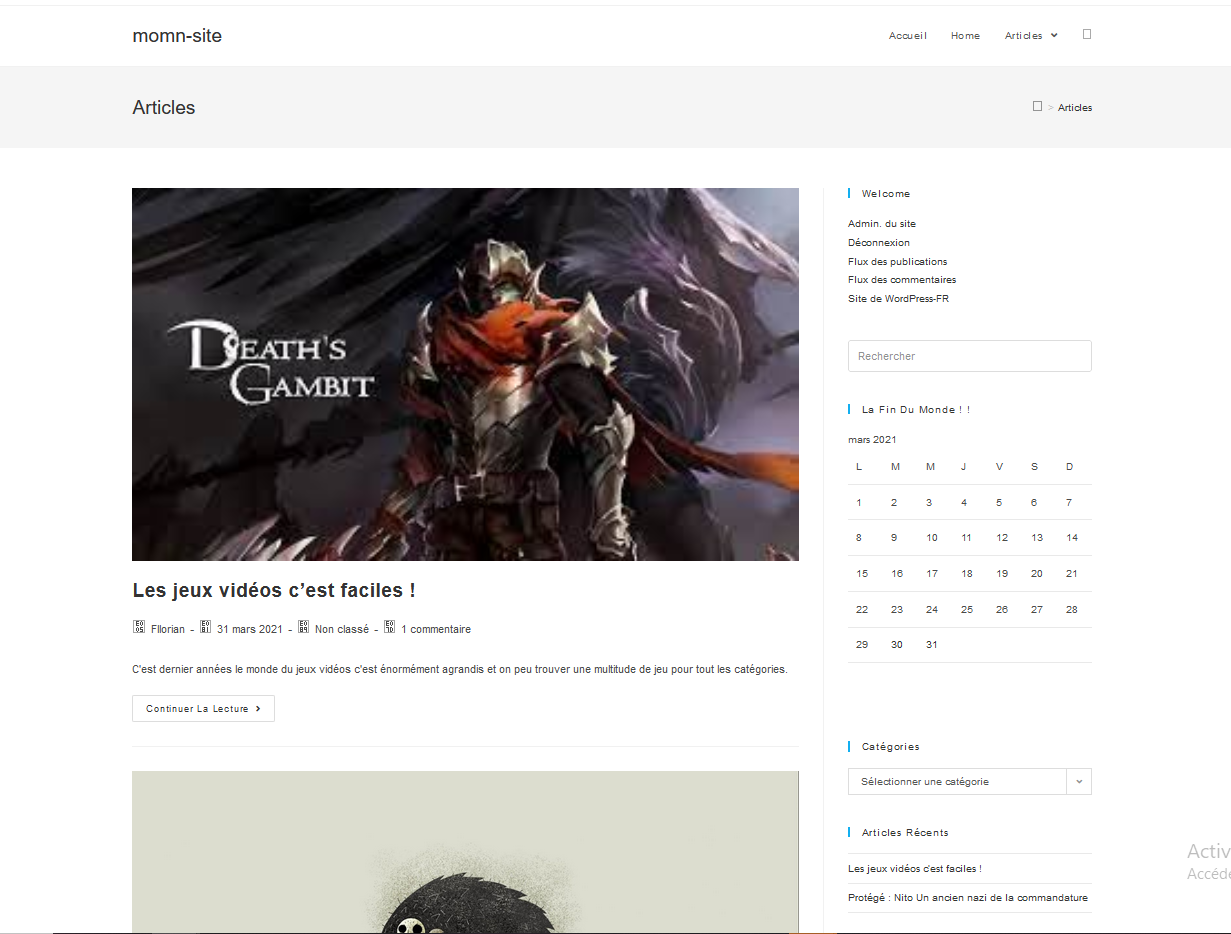 momn-site
Accueil Home Articles
Articles
> Articles
DEATH'S
GAMBIT
Les jeux vidéos c’est faciles !
Fllorian - 31 mars 2021 - Non classé - 1 commentaire
C'est dernier années le monde du jeux vidéos c'est énormément agrandis et on peu trouver une multitude de jeu pour tout les catégories.
Continuer La Lecture
Welcome
Admin. du site
Déconnexion
Flux des publications
Flux des commentaires
Site de WordPress-FR
Rechercher
La Fin Du Monde ! !
mars 2021
L M M J V S D
1 2 3 4 5 6 7
8 9 10 11 12 13 14
15 16 17 18 19 20 21
22 23 24 25 26 27 28
29 30 31
Catégories
Sélectionner une catégorie
Articles Récents
Les jeux vidéos c'est faciles !
Protégé : Nito Un ancien nazi de la commandature
Activ
Accéde